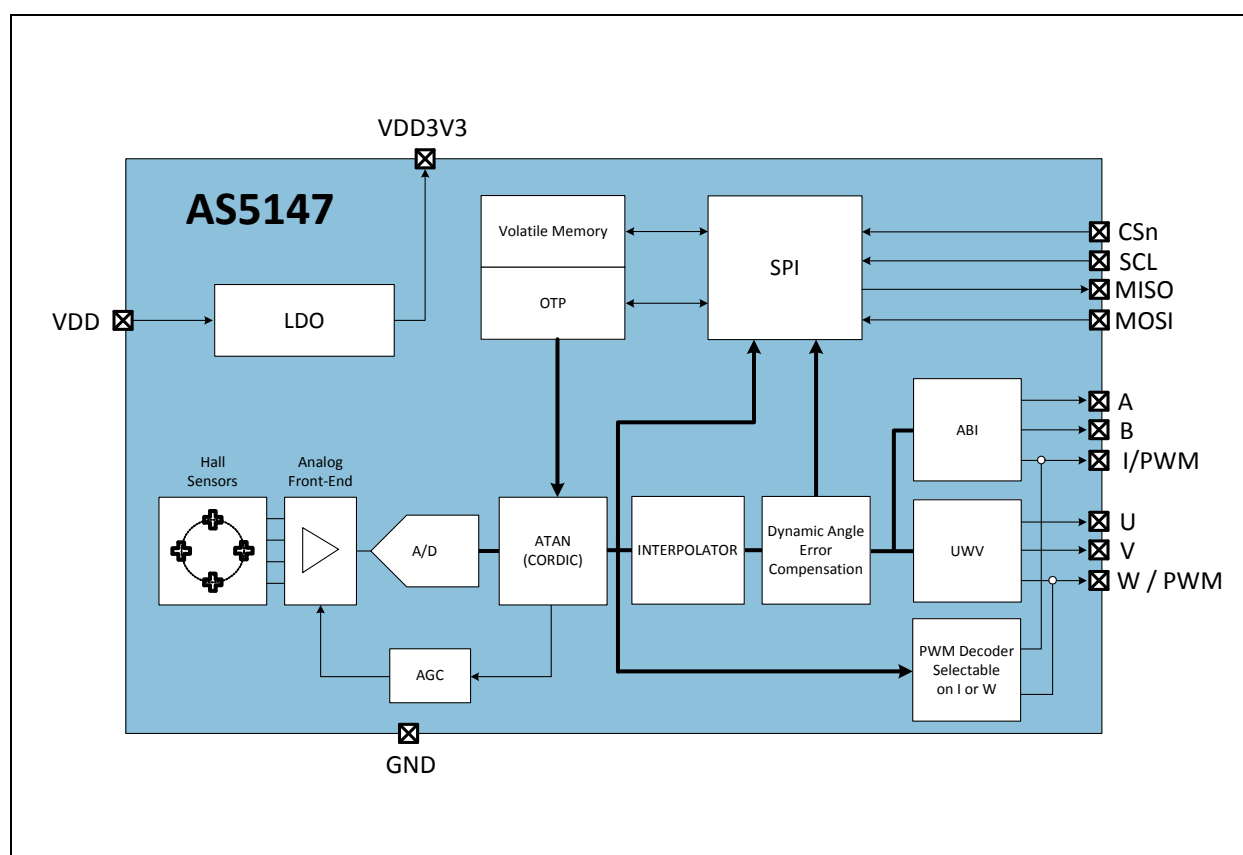 VDD3V3
AS5147
Volatile Memory
SPI
OTP
CSn
SCL
MISO
MOSI
VDD
LDO
A
B
I/PWM
ABI
Hall
Sensors
Analog
Front-End
A/D
ATAN
(CORDIC)
INTERPOLATOR
Dynamic Angle
Error
Compensation
UWV
U
V
W / PWM
AGC
PWM Decoder
Selectable
on I or W
GND